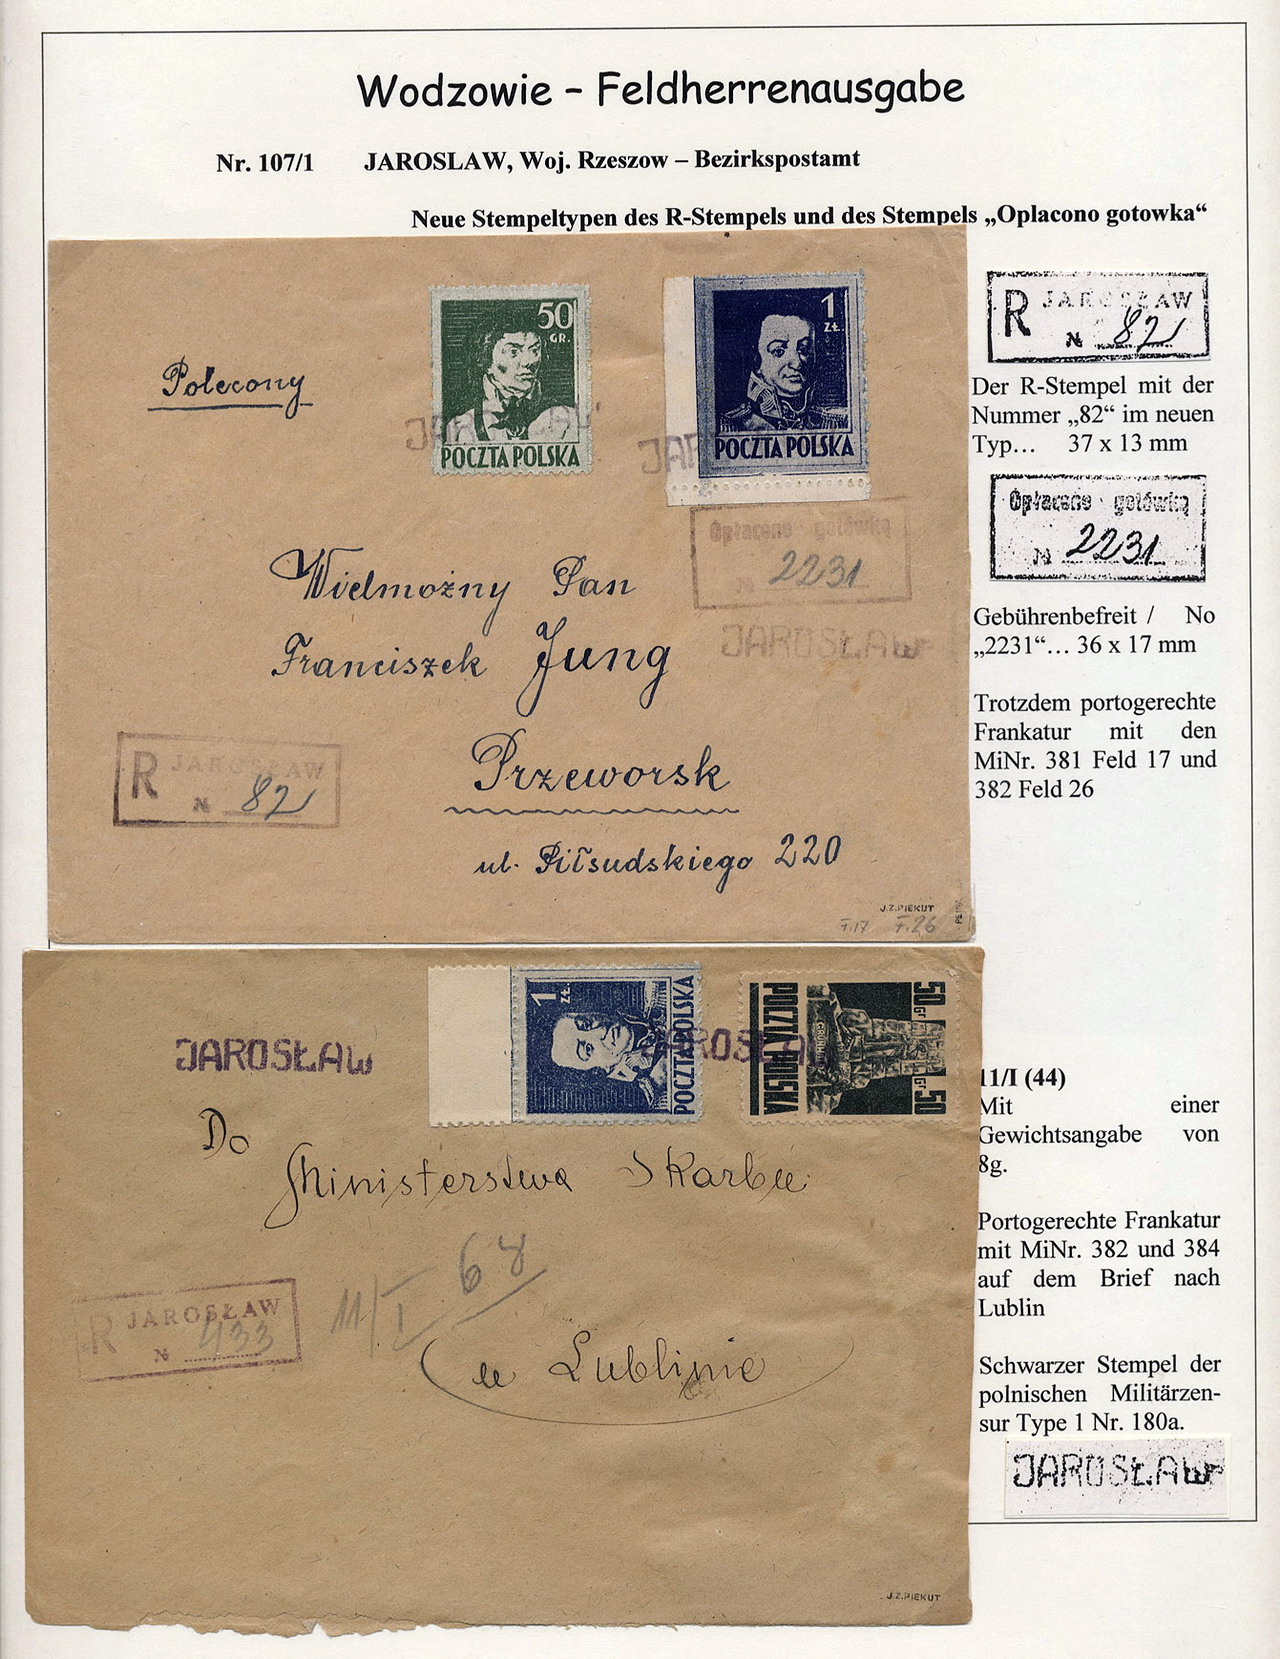 Wodzowie – Feldherrenausgabe
Nr. 107/1 JAROSLAW, Woj. Rzeszow – Bezirkspostamt
Neue Stempeltypen des R-Stempels und des Stempels „Oplacono gotowka“
50 GR.
POCZTA POLSKA
1 ZŁ.
POCZTA POLSKA
Polecony
JAROSŁAW
Opłacono gotówką
N 2231
JAROSŁAW
Wielmożny Pan
Franciszek Jung
Przeworsk
ul. Piłsudskiego 220
R JAROSŁAW
N 82
J.Z.PIEKUT
F.17 F.26
R JAROSŁAW
N 82
Der R-Stempel mit der
Nummer „82“ im neuen
Typ… 37 x 13 mm
Opłacono gotówką
N 2231
Gebührenbefreit / No
„2231“… 36 x 17 mm
Trotzdem portogerechte
Frankatur mit den
MiNr. 381 Feld 17 und
382 Feld 26
JAROSŁAW
1 ZŁ.
POCZTA POLSKA
JAROSŁAW
50 gr gr 50
GRUNWALD
POCZTA POLSKA
Do
Ministerstwa Skarbu
11/I 68
R JAROSŁAW
N 433
w Lublinie
J.Z.PIEKUT
11/I (44)
Mit einer
Gewichtsangabe von
8g.
Portogerechte Frankatur
mit MiNr. 382 und 384
auf dem Brief nach
Lublin
Schwarzer Stempel der
polnischen Militärzen-
sur Type 1 Nr. 180a.
JAROSŁAW